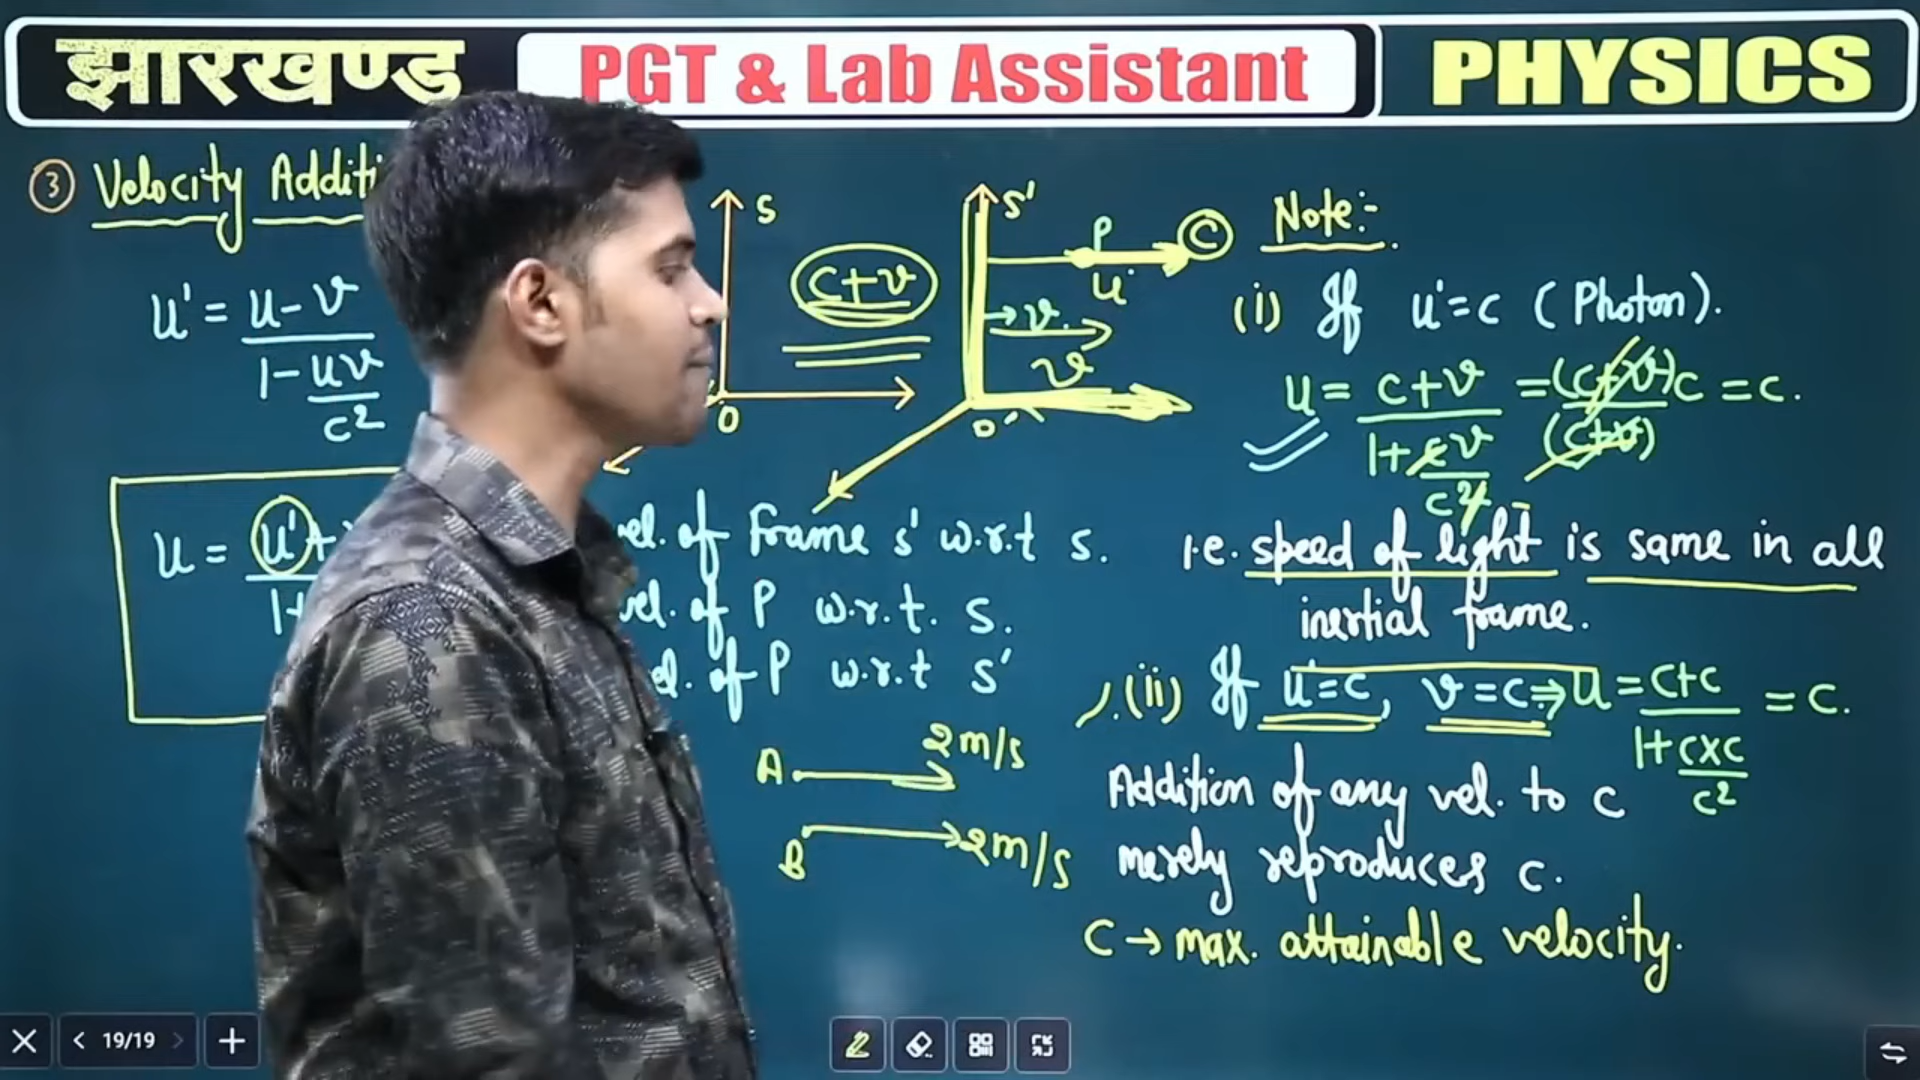 झारखण्ड PGT & Lab Assistant PHYSICS
③ Velocity Additi
u' = u-v
1-uv
c²
u = u'+
1+
S
O
c+v
S'
P
u'
C
→v.
v
O'
vel. of Frame s' w.r.t s.
vel. of P w.r.t. s.
vel. of P w.r.t s'
A 2m/s
B 2m/s
Note:-
(i) If u'=c (Photon).
u = c+v = (c+v)c = c.
1+cv (c+v)
c²
i.e. speed of light is same in all
inertial frame.
(ii) If u'=c, v=c ⇒ u = c+c = c.
1+c×c
c²
Addition of any vel. to c
merely reproduces c.
C → max. attainable velocity.
19/19